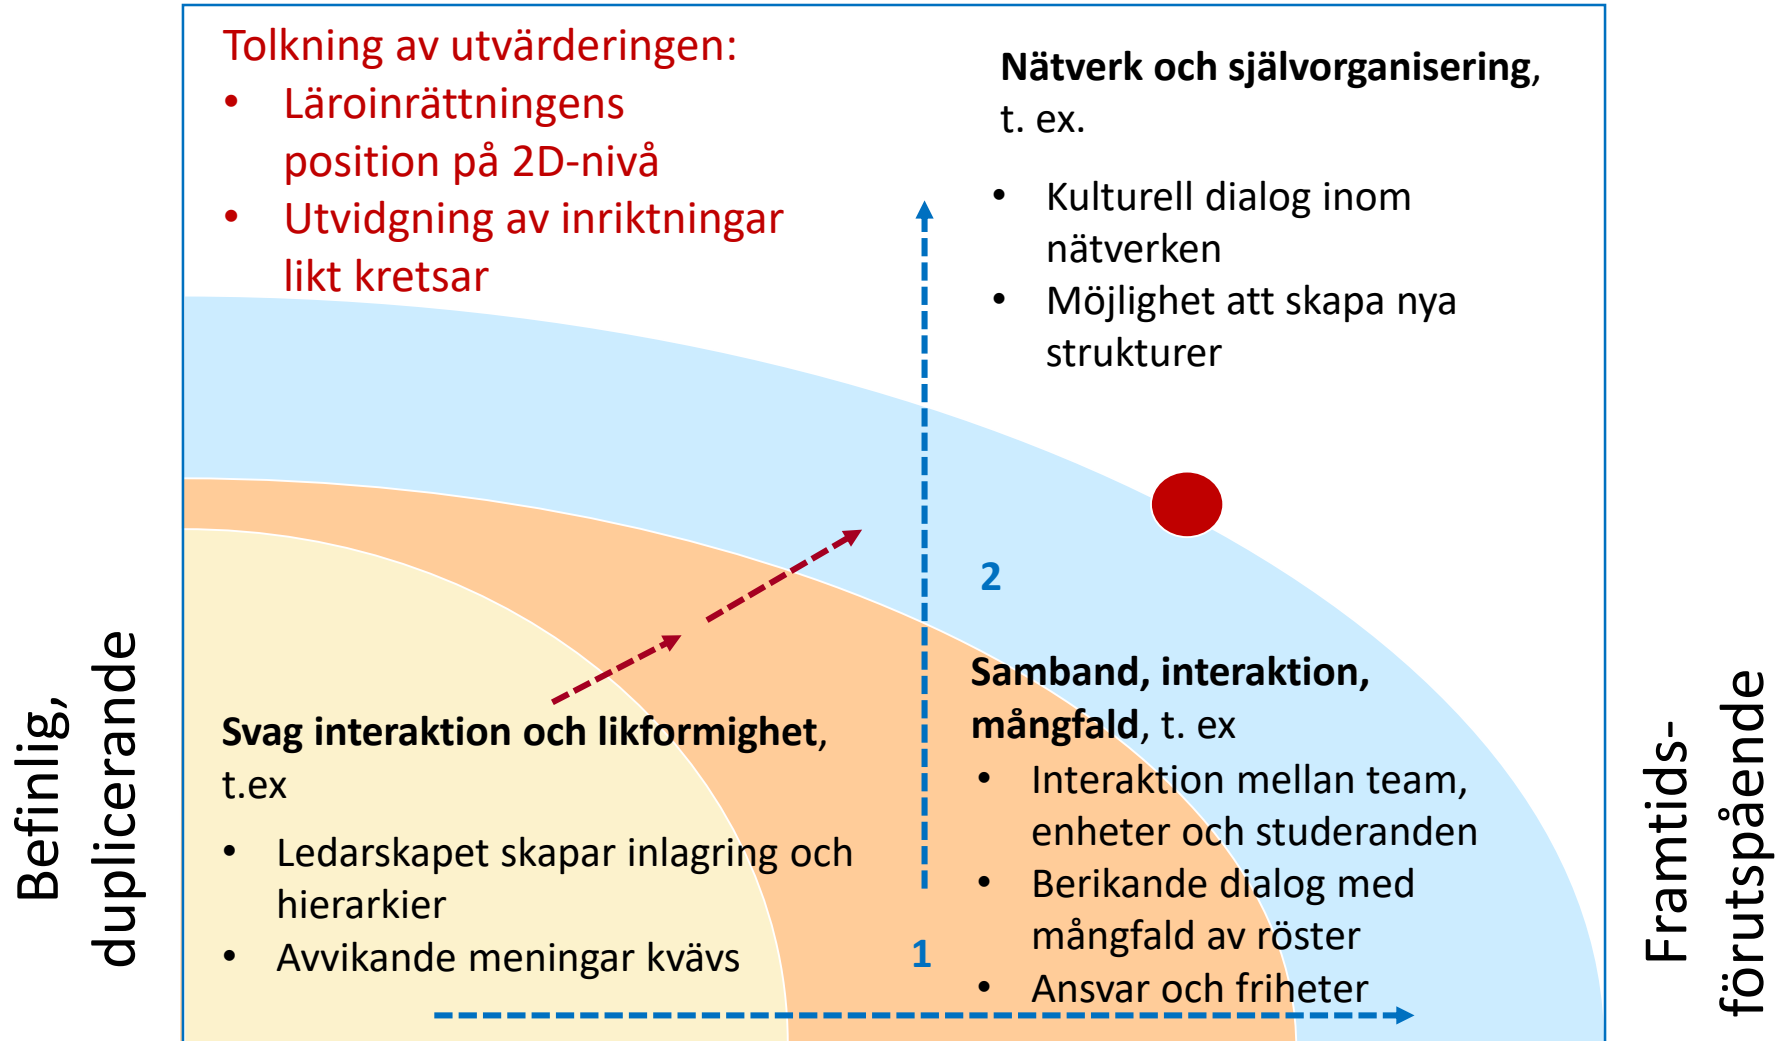 Tolkning av utvärderingen:
• Läroinrättningens
position på 2D-nivå
• Utvidgning av inriktningar
likt kretsar
Nätverk och självorganisering,
t. ex.
• Kulturell dialog inom
nätverken
• Möjlighet att skapa nya
strukturer
2
Samband, interaktion,
mångfald, t. ex
• Interaktion mellan team,
enheter och studeranden
• Berikande dialog med
mångfald av röster
• Ansvar och friheter
Svag interaktion och likformighet,
t.ex
• Ledarskapet skapar inlagring och
hierarkier
• Avvikande meningar kvävs
1
Befinlig,
duplicerande
Framtids-
förutspående